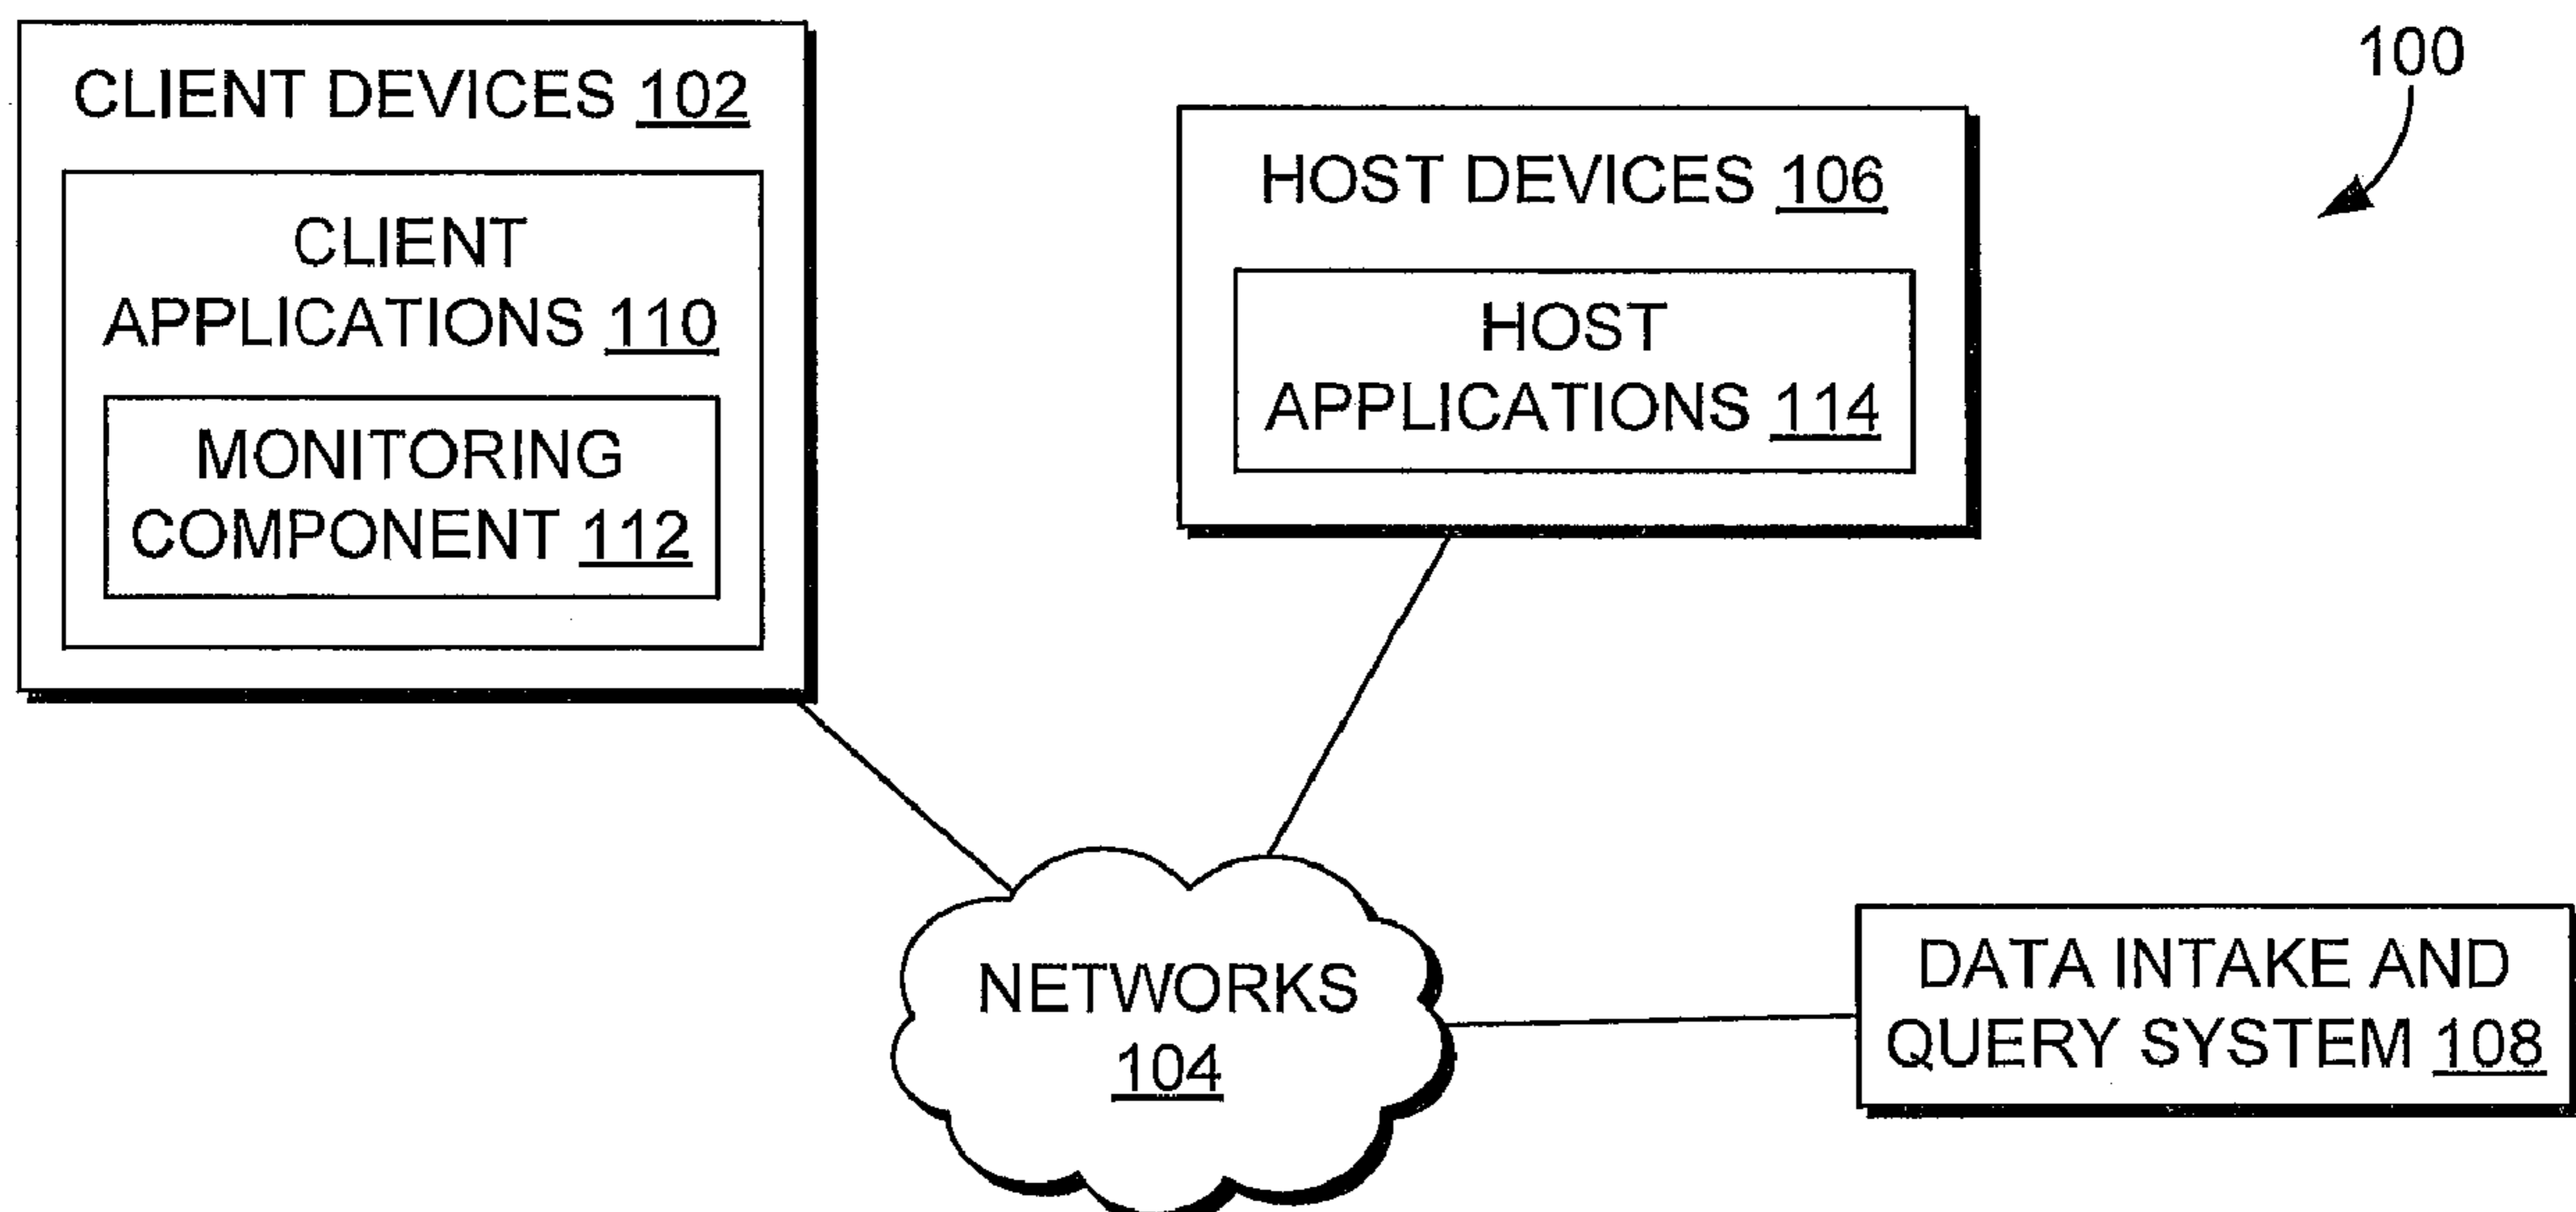 100
CLIENT DEVICES 102
CLIENT
APPLICATIONS 110
MONITORING
COMPONENT 112
HOST DEVICES 106
HOST
APPLICATIONS 114
NETWORKS
104
DATA INTAKE AND
QUERY SYSTEM 108